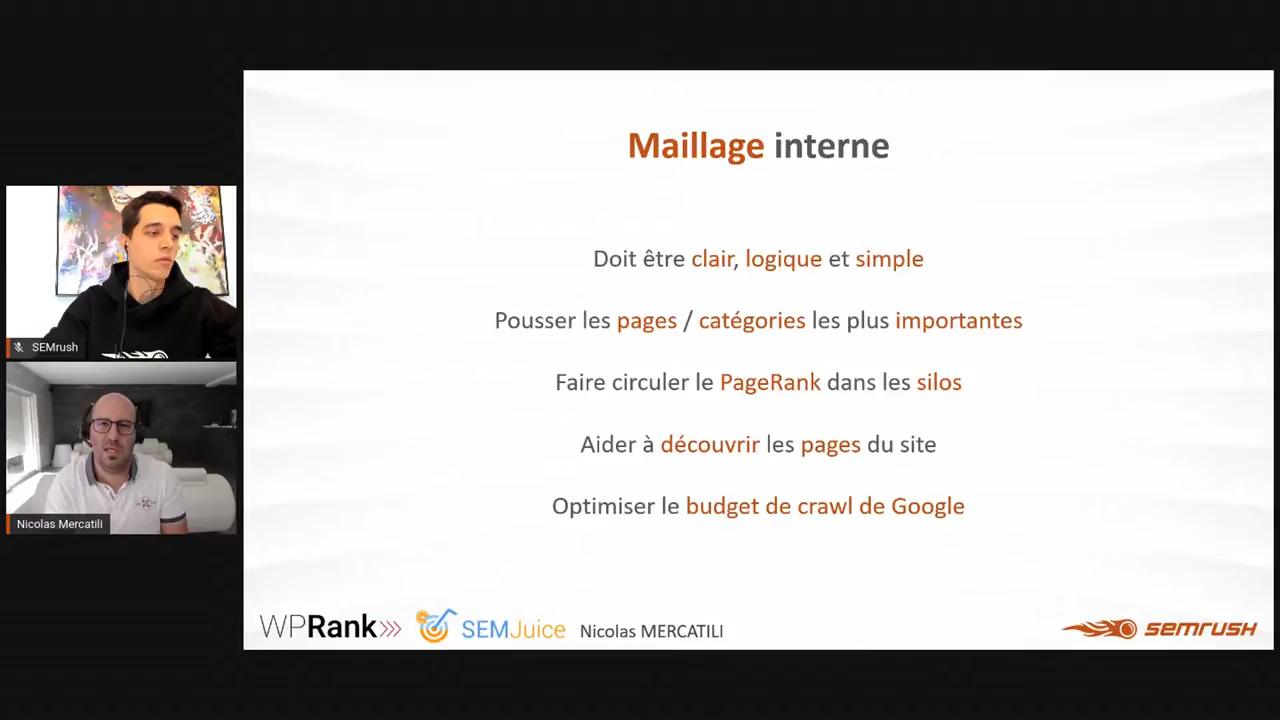 Maillage interne
Doit être clair, logique et simple
Pousser les pages / catégories les plus importantes
Faire circuler le PageRank dans les silos
Aider à découvrir les pages du site
Optimiser le budget de crawl de Google
SEMrush
Nicolas Mercatili
WPRank
SEMJuice
Nicolas MERCATILI
semrush